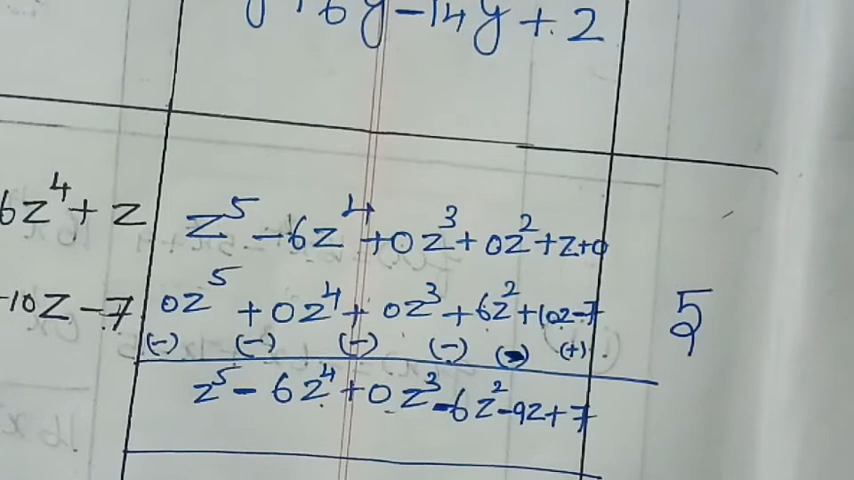 y + 6y - 14y + 2
6z⁴ + z z⁵ - 6z⁴ + 0z³ + 0z² + z + 0
-10z - 7 0z⁵ + 0z⁴ + 0z³ + 6z² + 10z - 7 5
(-) (-) (-) (-) (-) (+)
z⁵ - 6z⁴ + 0z³ - 6z² - 9z + 7